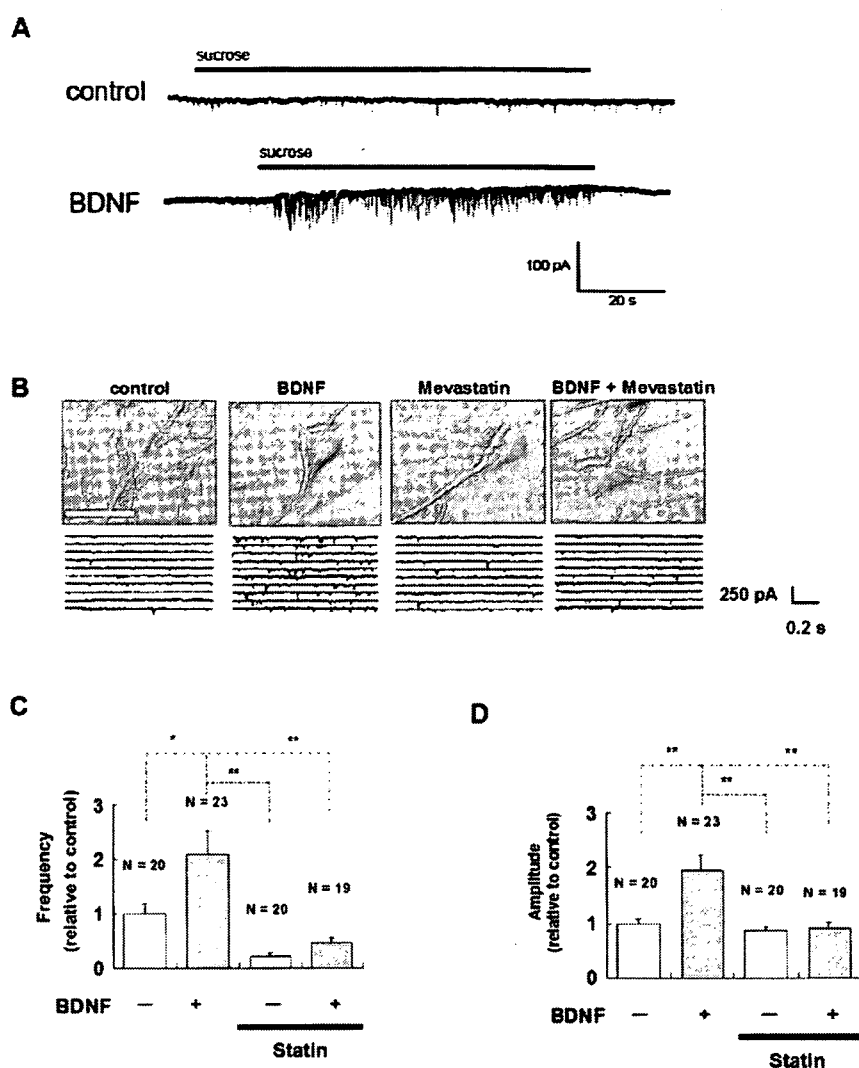 A
sucrose
control
sucrose
BDNF
100 pA
20 s
B
control BDNF Mevastatin BDNF + Mevastatin
250 pA
0.2 s
C
* **
**
N = 23
N = 20
N = 20
N = 19
Frequency
(relative to control)
3
2
1
0
BDNF — + — +
Statin
D
** **
**
N = 23
N = 20
N = 20
N = 19
Amplitude
(relative to control)
3
2
1
0
BDNF — + — +
Statin